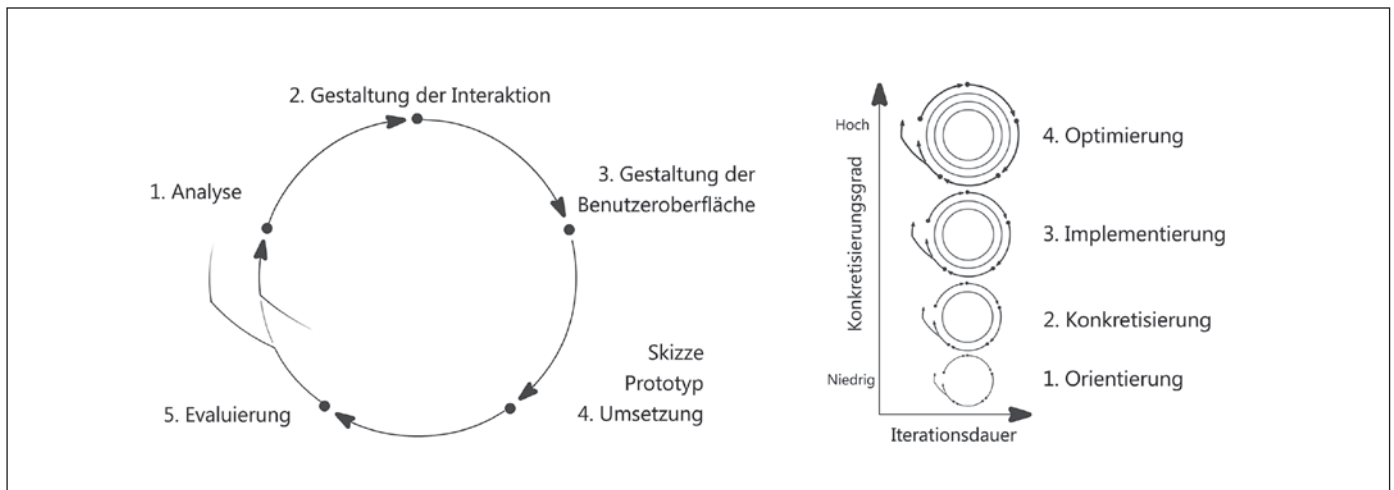 2. Gestaltung der Interaktion
3. Gestaltung der
Benutzeroberfläche
1. Analyse
Skizze
Prototyp
4. Umsetzung
5. Evaluierung
Konkretisierungsgrad
Hoch
Niedrig
4. Optimierung
3. Implementierung
2. Konkretisierung
1. Orientierung
Iterationsdauer